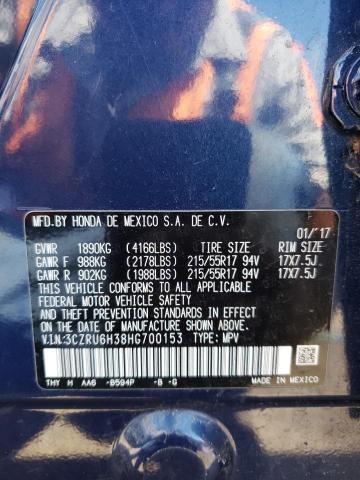 MFD.BY HONDA DE MEXICO S.A. DE C.V. 01/'17
GVWR 1890KG (4166LBS) TIRE SIZE RIM SIZE
GAWR F 988KG (2178LBS) 215/55R17 94V 17X7.5J
GAWR R 902KG (1988LBS) 215/55R17 94V 17X7.5J
THIS VEHICLE CONFORMS TO ALL APPLICABLE FEDERAL MOTOR VEHICLE
SAFETY AND THEFT PREVENTION STANDARDS IN
EFFECT ON THE DATE OF MANUFACTURE SHOWN ABOVE.
V.I.N:3CZRU6H38HG700153 TYPE: MPV
THY H AA6 -B594P -B -G